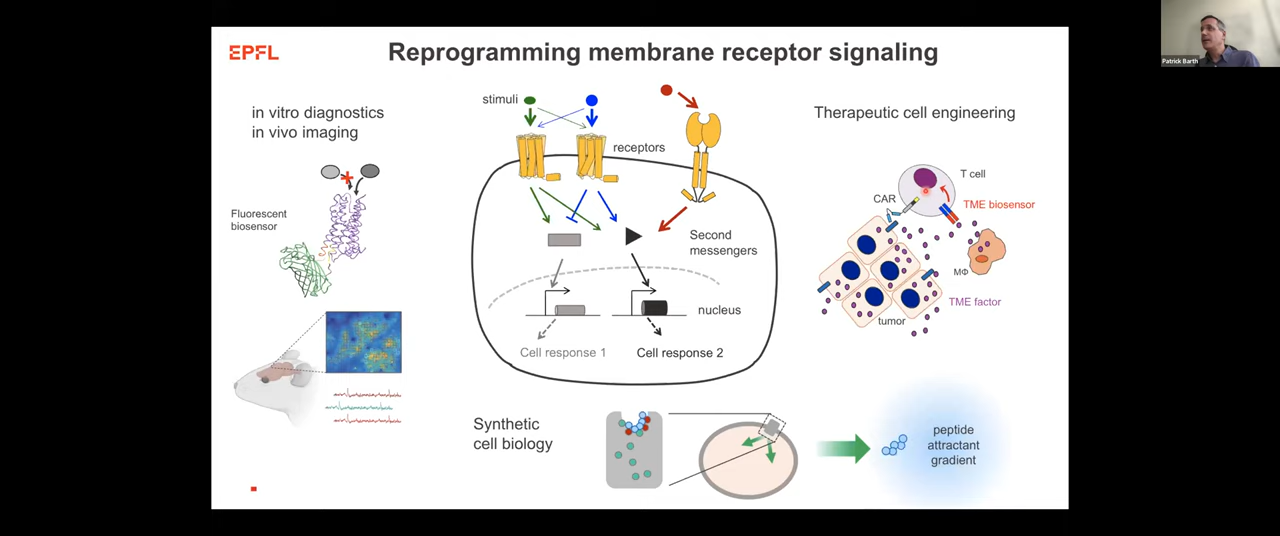 EPFL
Reprogramming membrane receptor signaling
Patrick Barth
in vitro diagnostics
in vivo imaging
Fluorescent
biosensor
stimuli
receptors
Second
messengers
nucleus
Cell response 1
Cell response 2
Therapeutic cell engineering
T cell
CAR
TME biosensor
MΦ
TME factor
tumor
Synthetic
cell biology
peptide
attractant
gradient